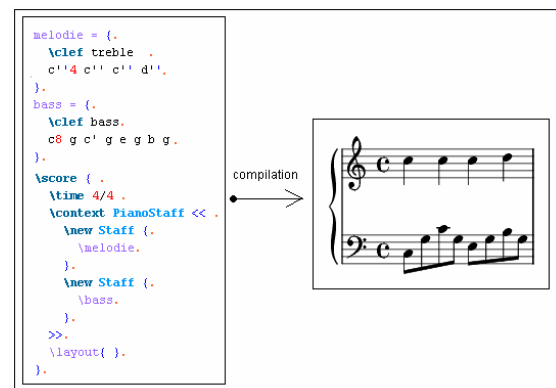 melodie = {.
\clef treble .
c''4 c'' c'' d''.
}.
bass = {.
\clef bass.
c8 g c' g e g b g.
}.
\score { .
\time 4/4 .
\context PianoStaff << .
\new Staff {.
\melodie.
}.
\new Staff {.
\bass.
}.
>>.
\layout{ }.
}.
compilation